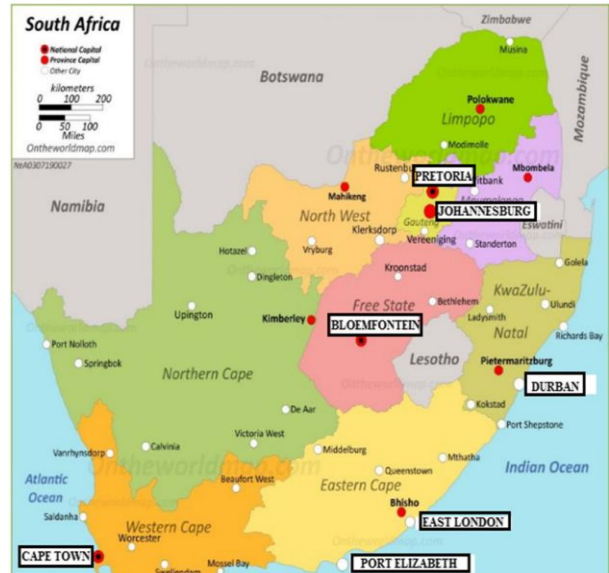 South Africa
National Capital
Province Capital
Other City
kilometers
0 100 200
0 50 100
Miles
Ontheworldmap.com
Zimbabwe
Musina
Botswana
Mozambique
Polokwane
Limpopo
Modimolle
Ontheworldmap.com
Rustenbu
PRETORIA
itbank
Mbombela
Namibia
Mahikeng
North West
JOHANNESBURG
Gauteng
Eswatini
Klerksdorp
Vereeniging
Standerton
Vryburg
Hotazel
Golela
Dingleton
Kroonstad
KwaZulu-
Natal
Free State
Bethlehem
Ulundi
Ladysmith
Upington
Kimberley
BLOEMFONTEIN
Richards Bay
Port Nolloth
Lesotho
Springbok
Pietermaritzburg
Northern Cape
DURBAN
De Aar
Kokstad
Port Shepstone
Victoria West
Calvinia
Middelburg
Mthatha
Vanrhynsdorp
Indian Ocean
Queenstown
Atlantic
Ocean
Beaufort West
Eastern Cape
Saldanha
Bhisho
EAST LONDON
Western Cape
Worcester
CAPE TOWN
Mossel Bay
PORT ELIZABETH
Swellendam